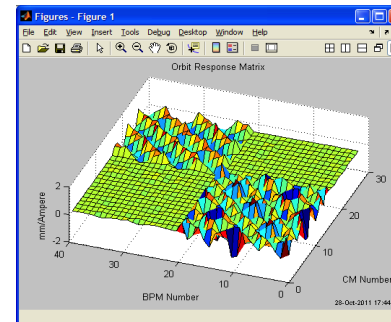 Figures - Figure 1
File Edit View Insert Tools Debug Desktop Window Help
Orbit Response Matrix
2
0
-2
mm/Ampere
40
30
20
10
0
BPM Number
30
20
10
0
CM Number
28-Oct-2011 17:44